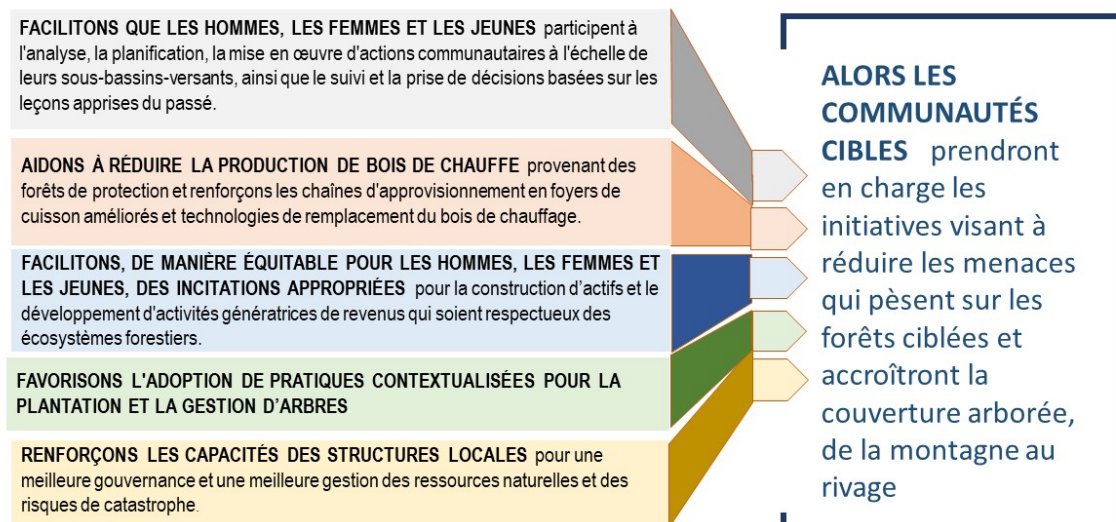 FACILITONS QUE LES HOMMES, LES FEMMES ET LES JEUNES participent à
l'analyse, la planification, la mise en œuvre d'actions communautaires à l'échelle de
leurs sous-bassins-versants, ainsi que le suivi et la prise de décisions basées sur les
leçons apprises du passé.
AIDONS À RÉDUIRE LA PRODUCTION DE BOIS DE CHAUFFE provenant des
forêts de protection et renforçons les chaînes d'approvisionnement en foyers de
cuisson améliorés et technologies de remplacement du bois de chauffage.
FACILITONS, DE MANIÈRE ÉQUITABLE POUR LES HOMMES, LES FEMMES ET
LES JEUNES, DES INCITATIONS APPROPRIÉES pour la construction d’actifs et le
développement d'activités génératrices de revenus qui soient respectueux des
écosystèmes forestiers.
FAVORISONS L'ADOPTION DE PRATIQUES CONTEXTUALISÉES POUR LA
PLANTATION ET LA GESTION D’ARBRES
RENFORÇONS LES CAPACITÉS DES STRUCTURES LOCALES pour une
meilleure gouvernance et une meilleure gestion des ressources naturelles et des
risques de catastrophe.
ALORS LES
COMMUNAUTÉS
CIBLES prendront
en charge les
initiatives visant à
réduire les menaces
qui pèsent sur les
forêts ciblées et
accroîtront la
couverture arborée,
de la montagne au
rivage